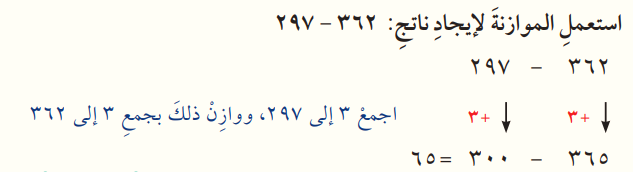 استعملِ الموازنةَ لإيجادِ ناتجِ: ٣٦٢ – ٢٩٧
٣٦٢ – ٢٩٧
+٣ +٣ اجمعْ ٣ إلى ٢٩٧، ووازِنْ ذلكَ بجمعِ ٣ إلى ٣٦٢
٣٦٥ – ٣٠٠ = ٦٥